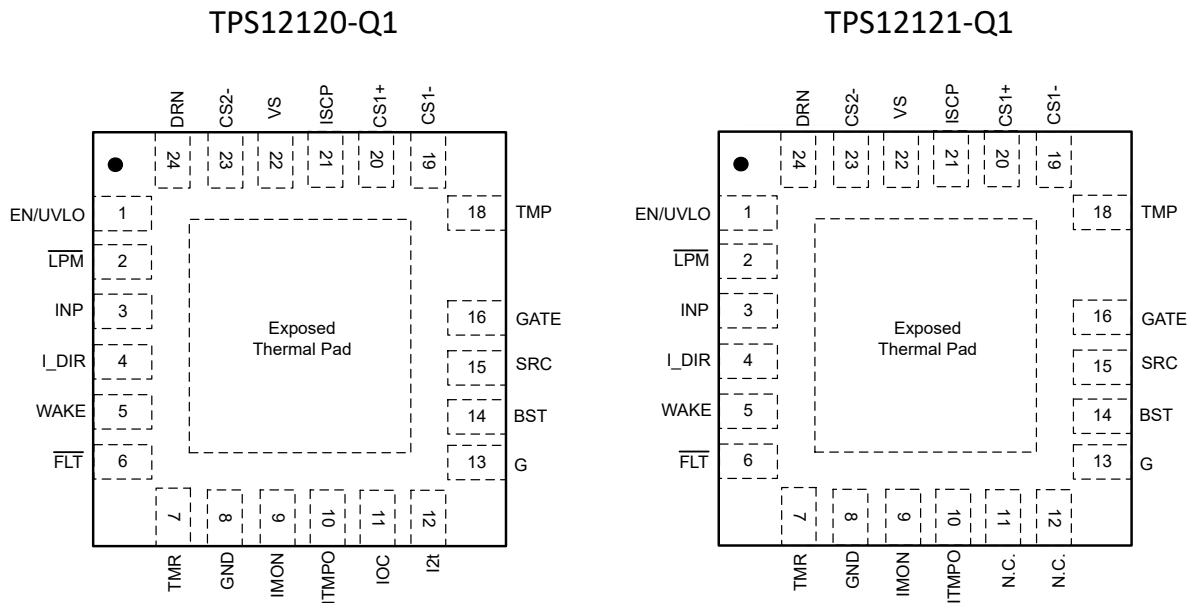 TPS12120-Q1
DRN
CS2-
VS
ISCP
CS1+
CS1-
24
23
22
21
20
19
EN/UVLO 1
LPM 2
INP 3
I_DIR 4
WAKE 5
FLT 6
18 TMP
16 GATE
15 SRC
14 BST
13 G
Exposed
Thermal Pad
7
8
9
10
11
12
TMR
GND
IMON
ITMPO
IOC
I2t
TPS12121-Q1
DRN
CS2-
VS
ISCP
CS1+
CS1-
24
23
22
21
20
19
EN/UVLO 1
LPM 2
INP 3
I_DIR 4
WAKE 5
FLT 6
18 TMP
16 GATE
15 SRC
14 BST
13 G
Exposed
Thermal Pad
7
8
9
10
11
12
TMR
GND
IMON
ITMPO
N.C.
N.C.